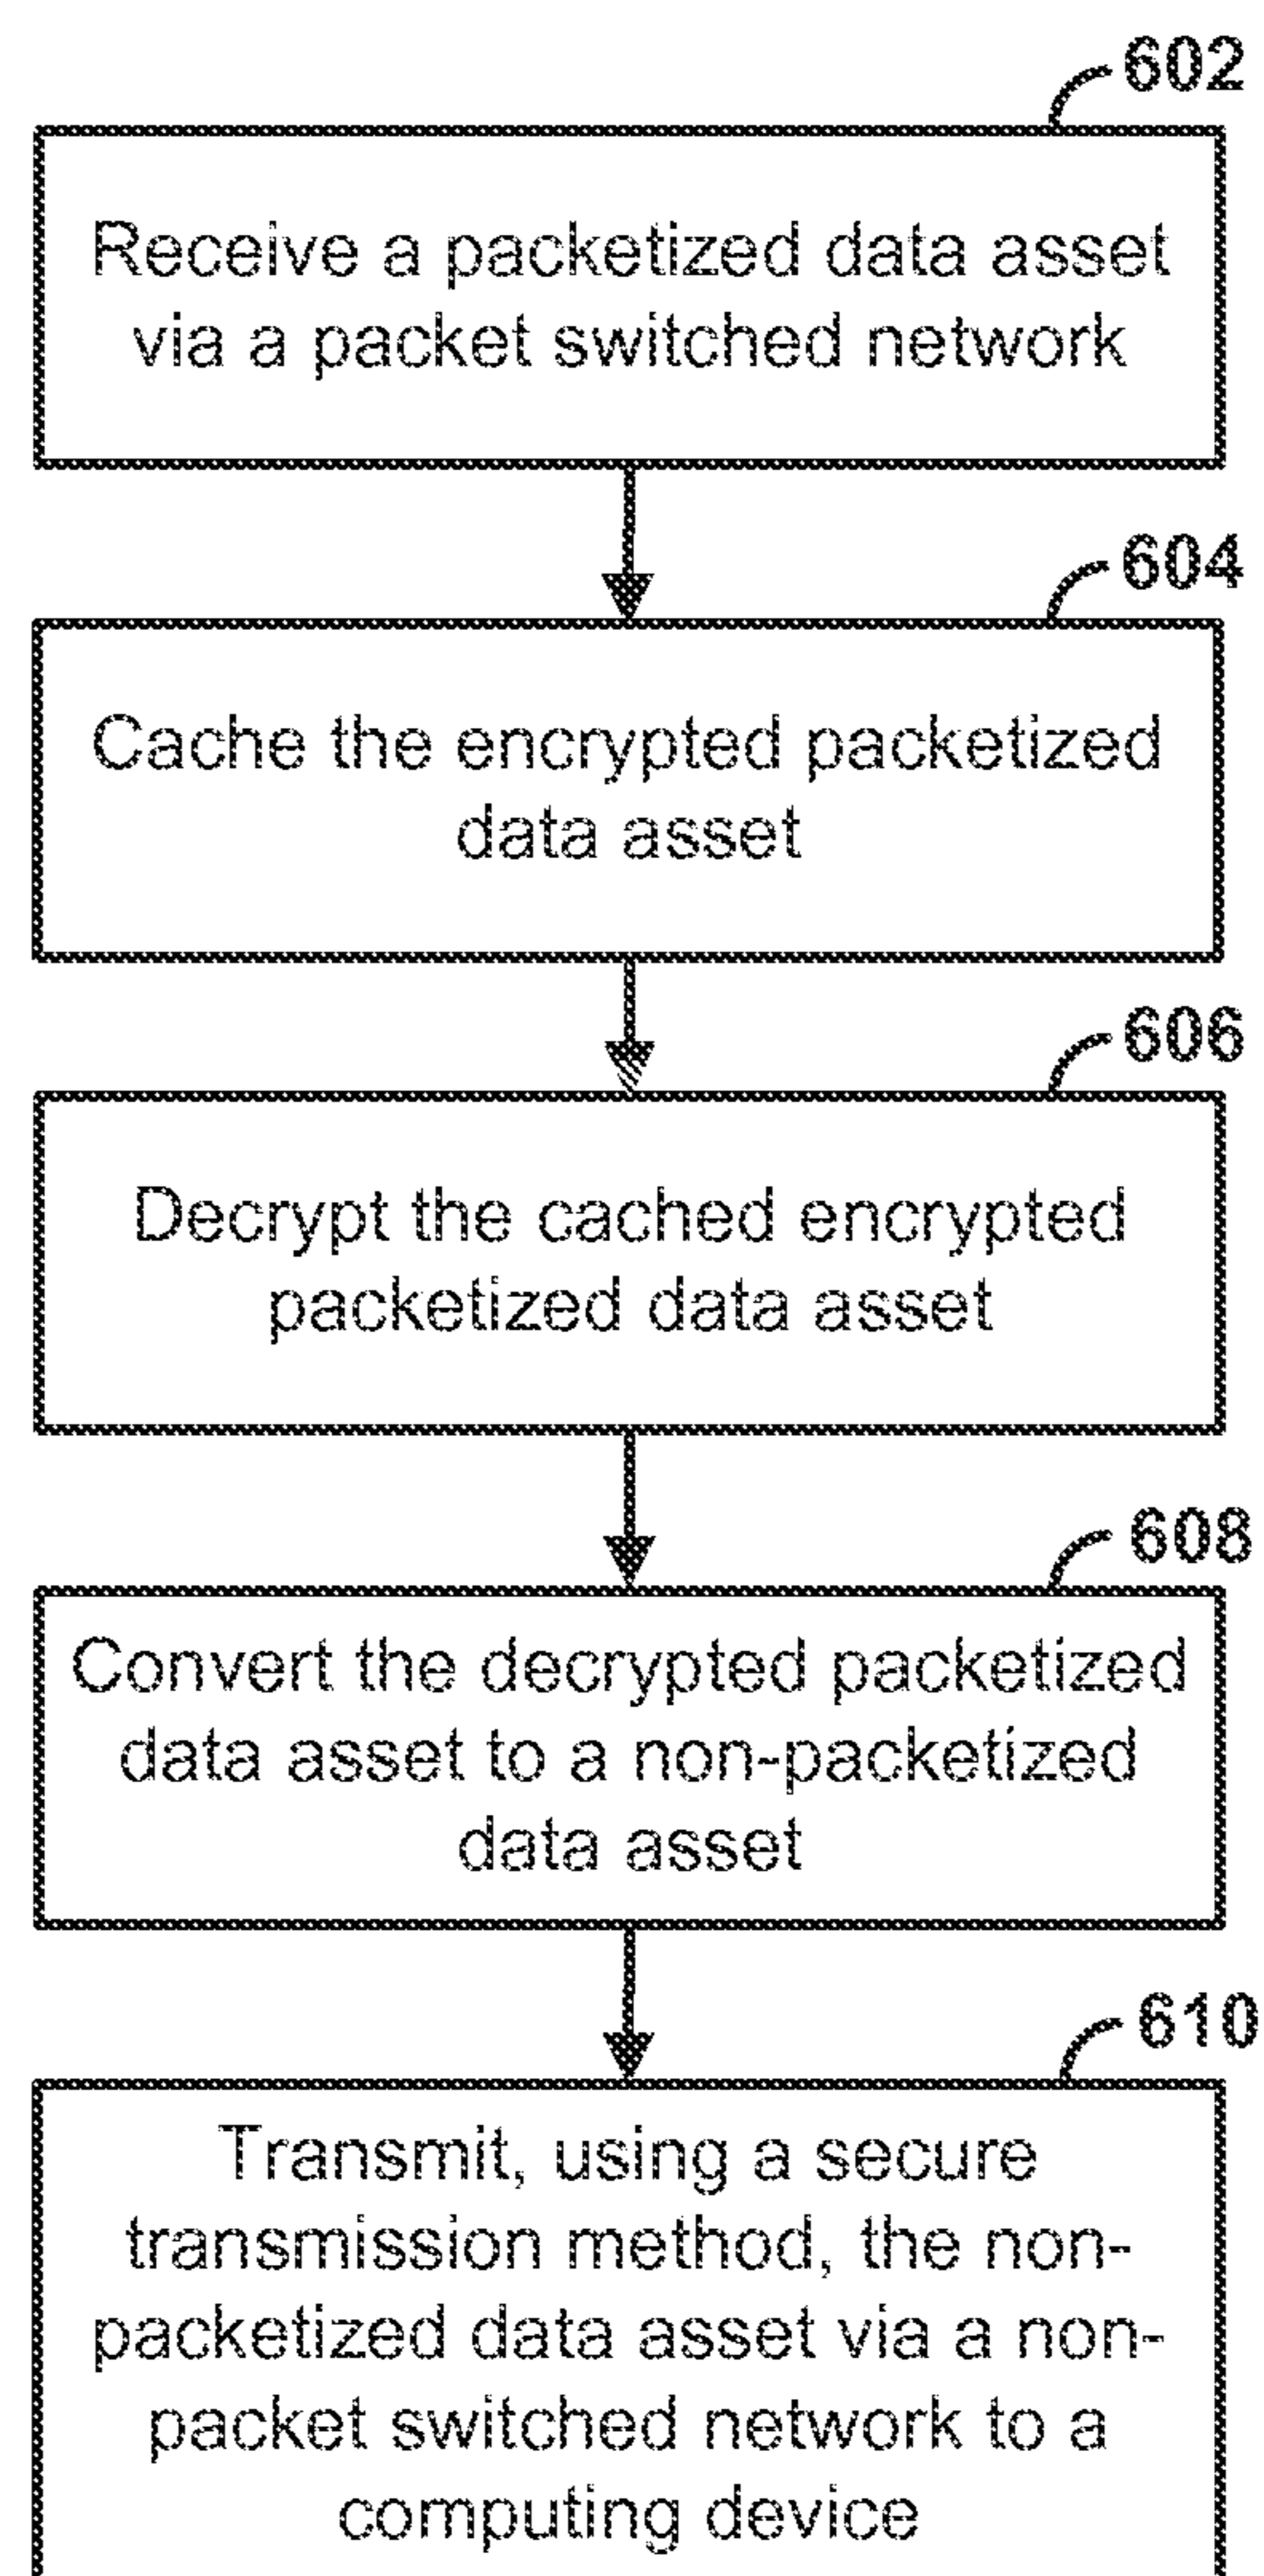 602
Receive a packetized data asset
via a packet switched network
604
Cache the encrypted packetized
data asset
606
Decrypt the cached encrypted
packetized data asset
608
Convert the decrypted packetized
data asset to a non-packetized
data asset
610
Transmit, using a secure
transmission method, the non-
packetized data asset via a non-
packet switched network to a
computing device